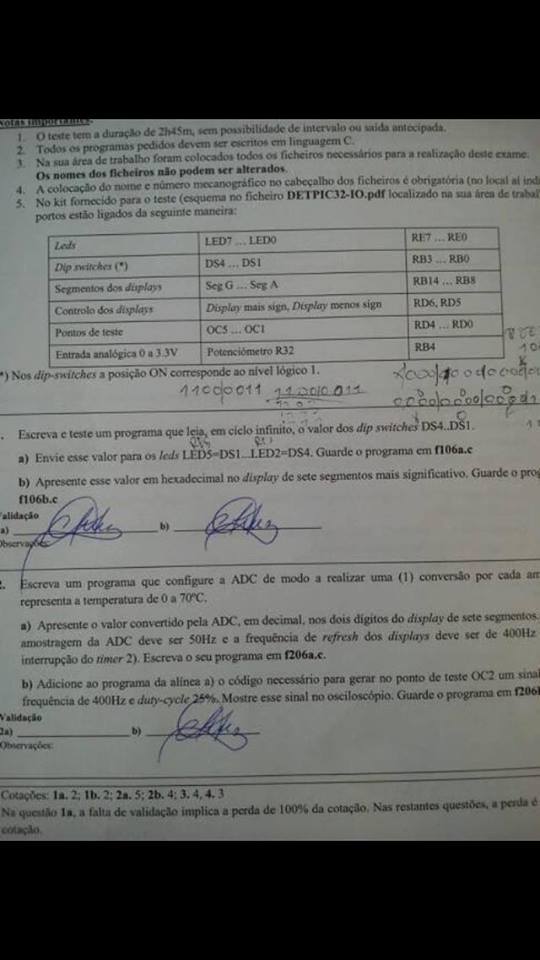 Notas importantes:
1. O teste tem a duração de 2h45m, sem possibilidade de intervalo ou saída antecipada.
2. Todos os programas pedidos devem ser escritos em linguagem C.
3. Na sua área de trabalho foram colocados todos os ficheiros necessários para a realização deste exame.
Os nomes dos ficheiros não podem ser alterados.
4. A colocação do nome e número mecanográfico no cabeçalho dos ficheiros é obrigatória (no local aí indi
5. No kit fornecido para o teste (esquema no ficheiro DETPIC32-IO.pdf localizado na sua área de trabal
portos estão ligados da seguinte maneira:
Leds LED7 ... LED0 RE7 ... RE0
Dip switches (*) DS4 ... DS1 RB3 ... RB0
Segmentos dos displays Seg G ... Seg A RB14 ... RB8
Controlo dos displays Display mais sign, Display menos sign RD6, RD5
Pontos de teste OC5 ... OC1 RD4 ... RD0
Entrada analógica 0 a 3.3V Potenciómetro R32 RB4
*) Nos dip-switches a posição ON corresponde ao nível lógico 1.
11000011 11000011
. Escreva e teste um programa que leia, em ciclo infinito, o valor dos dip switches DS4..DS1.
a) Envie esse valor para os leds LED5=DS1...LED2=DS4. Guarde o programa em f106a.c
b) Apresente esse valor em hexadecimal no display de sete segmentos mais significativo. Guarde o prog
f106b.c
Validação
a) b)
Observações:
2. Escreva um programa que configure a ADC de modo a realizar uma (1) conversão por cada am
representa a temperatura de 0 a 70ºC.
a) Apresente o valor convertido pela ADC, em decimal, nos dois dígitos do display de sete segmentos.
amostragem da ADC deve ser 50Hz e a frequência de refresh dos displays deve ser de 400Hz
interrupção do timer 2). Escreva o seu programa em f206a.c.
b) Adicione ao programa da alínea a) o código necessário para gerar no ponto de teste OC2 um sinal
frequência de 400Hz e duty-cycle 25%. Mostre esse sinal no osciloscópio. Guarde o programa em f206
Validação
2a) b)
Observações:
Cotações: 1a. 2; 1b. 2; 2a. 5; 2b. 4; 3. 4, 4. 3
Na questão 1a, a falta de validação implica a perda de 100% da cotação. Nas restantes questões, a perda é
cotação.